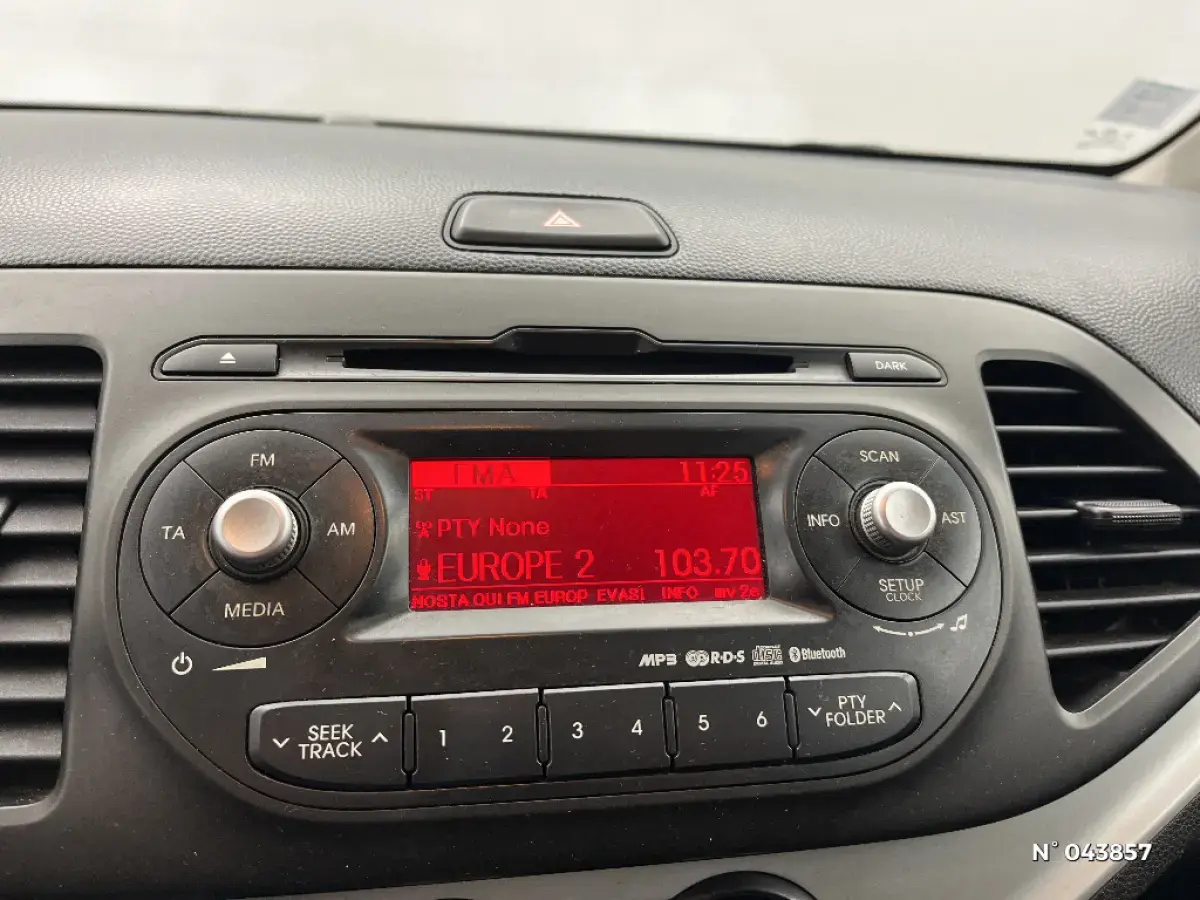 DARK
FM
TA
AM
MEDIA
FMA 11:25
ST TA AF
PTY None
EUROPE 2 103.70
INFO
SCAN
INFO
AST
SETUP
CLOCK
MP3 R·D·S Bluetooth
SEEK
TRACK
1 2 3 4 5 6
PTY
FOLDER
N° 043857